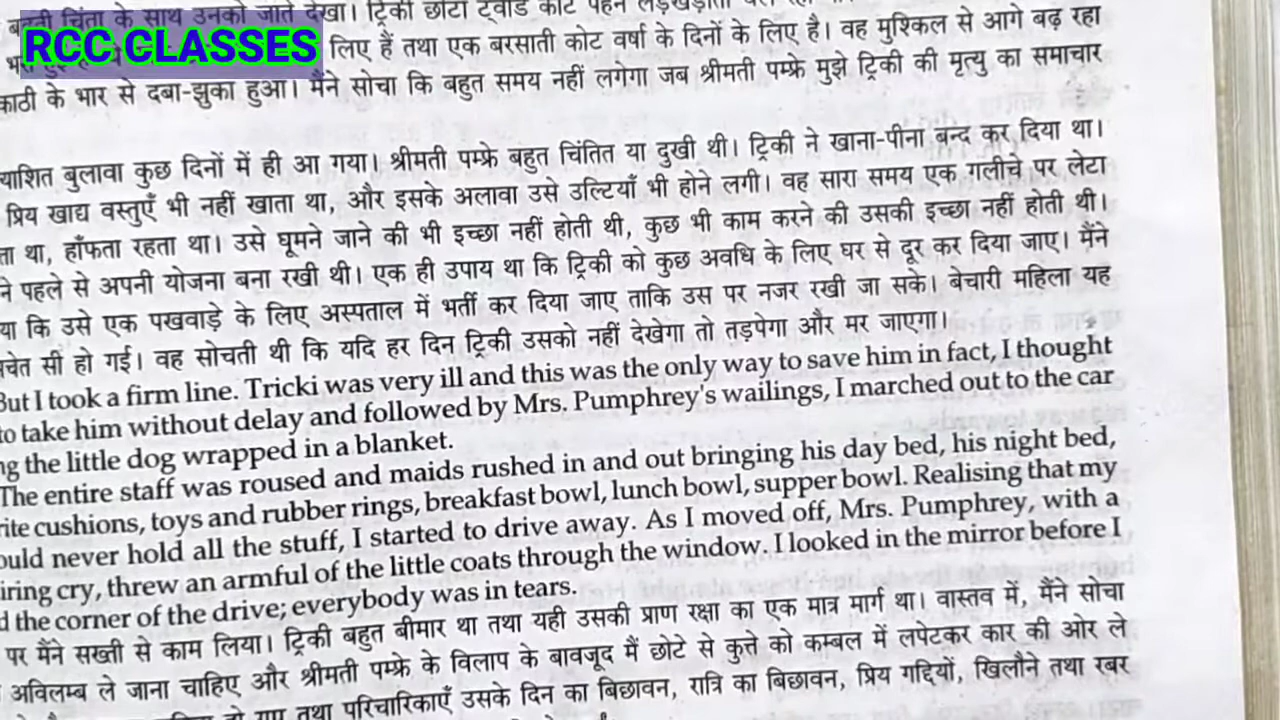 बढ़ती चिंता के साथ उनको जाते देखा। ट्रिकी छोटा ट्वीड कोट पहने
RCC CLASSES
लिए हैं तथा एक बरसाती कोट वर्षा के दिनों के लिए है। वह मुश्किल से आगे बढ़ रहा
काठी के भार से दबा-झुका हुआ। मैंने सोचा कि बहुत समय नहीं लगेगा जब श्रीमती पम्फ्रे मुझे ट्रिकी की मृत्यु का समाचार
याशित बुलावा कुछ दिनों में ही आ गया। श्रीमती पम्फ्रे बहुत चिंतित या दुखी थी। ट्रिकी ने खाना-पीना बन्द कर दिया था।
प्रिय खाद्य वस्तुएँ भी नहीं खाता था, और इसके अलावा उसे उल्टियाँ भी होने लगी। वह सारा समय एक गलीचे पर लेटा
ता था, हाँफता रहता था। उसे घूमने जाने की भी इच्छा नहीं होती थी, कुछ भी काम करने की उसकी इच्छा नहीं होती थी।
ने पहले से अपनी योजना बना रखी थी। एक ही उपाय था कि ट्रिकी को कुछ अवधि के लिए घर से दूर कर दिया जाए। मैंने
या कि उसे एक पखवाड़े के लिए अस्पताल में भर्ती कर दिया जाए ताकि उस पर नजर रखी जा सके। बेचारी महिला यह
चेत सी हो गई। वह सोचती थी कि यदि हर दिन ट्रिकी उसको नहीं देखेगा तो तड़पेगा और मर जाएगा।
But I took a firm line. Tricki was very ill and this was the only way to save him in fact, I thought
to take him without delay and followed by Mrs. Pumphrey's wailings, I marched out to the car
ng the little dog wrapped in a blanket.
The entire staff was roused and maids rushed in and out bringing his day bed, his night bed,
rite cushions, toys and rubber rings, breakfast bowl, lunch bowl, supper bowl. Realising that my
ould never hold all the stuff, I started to drive away. As I moved off, Mrs. Pumphrey, with a
iring cry, threw an armful of the little coats through the window. I looked in the mirror before I
d the corner of the drive; everybody was in tears.
पर मैंने सख्ती से काम लिया। ट्रिकी बहुत बीमार था तथा यही उसकी प्राण रक्षा का एक मात्र मार्ग था। वास्तव में, मैंने सोचा
अविलम्ब ले जाना चाहिए और श्रीमती पम्फ्रे के विलाप के बावजूद मैं छोटे से कुत्ते को कम्बल में लपेटकर कार की ओर ले
तथा परिचारिकाएँ उसके दिन का बिछावन, रात्रि का बिछावन, प्रिय गद्दियों, खिलौने तथा रबर